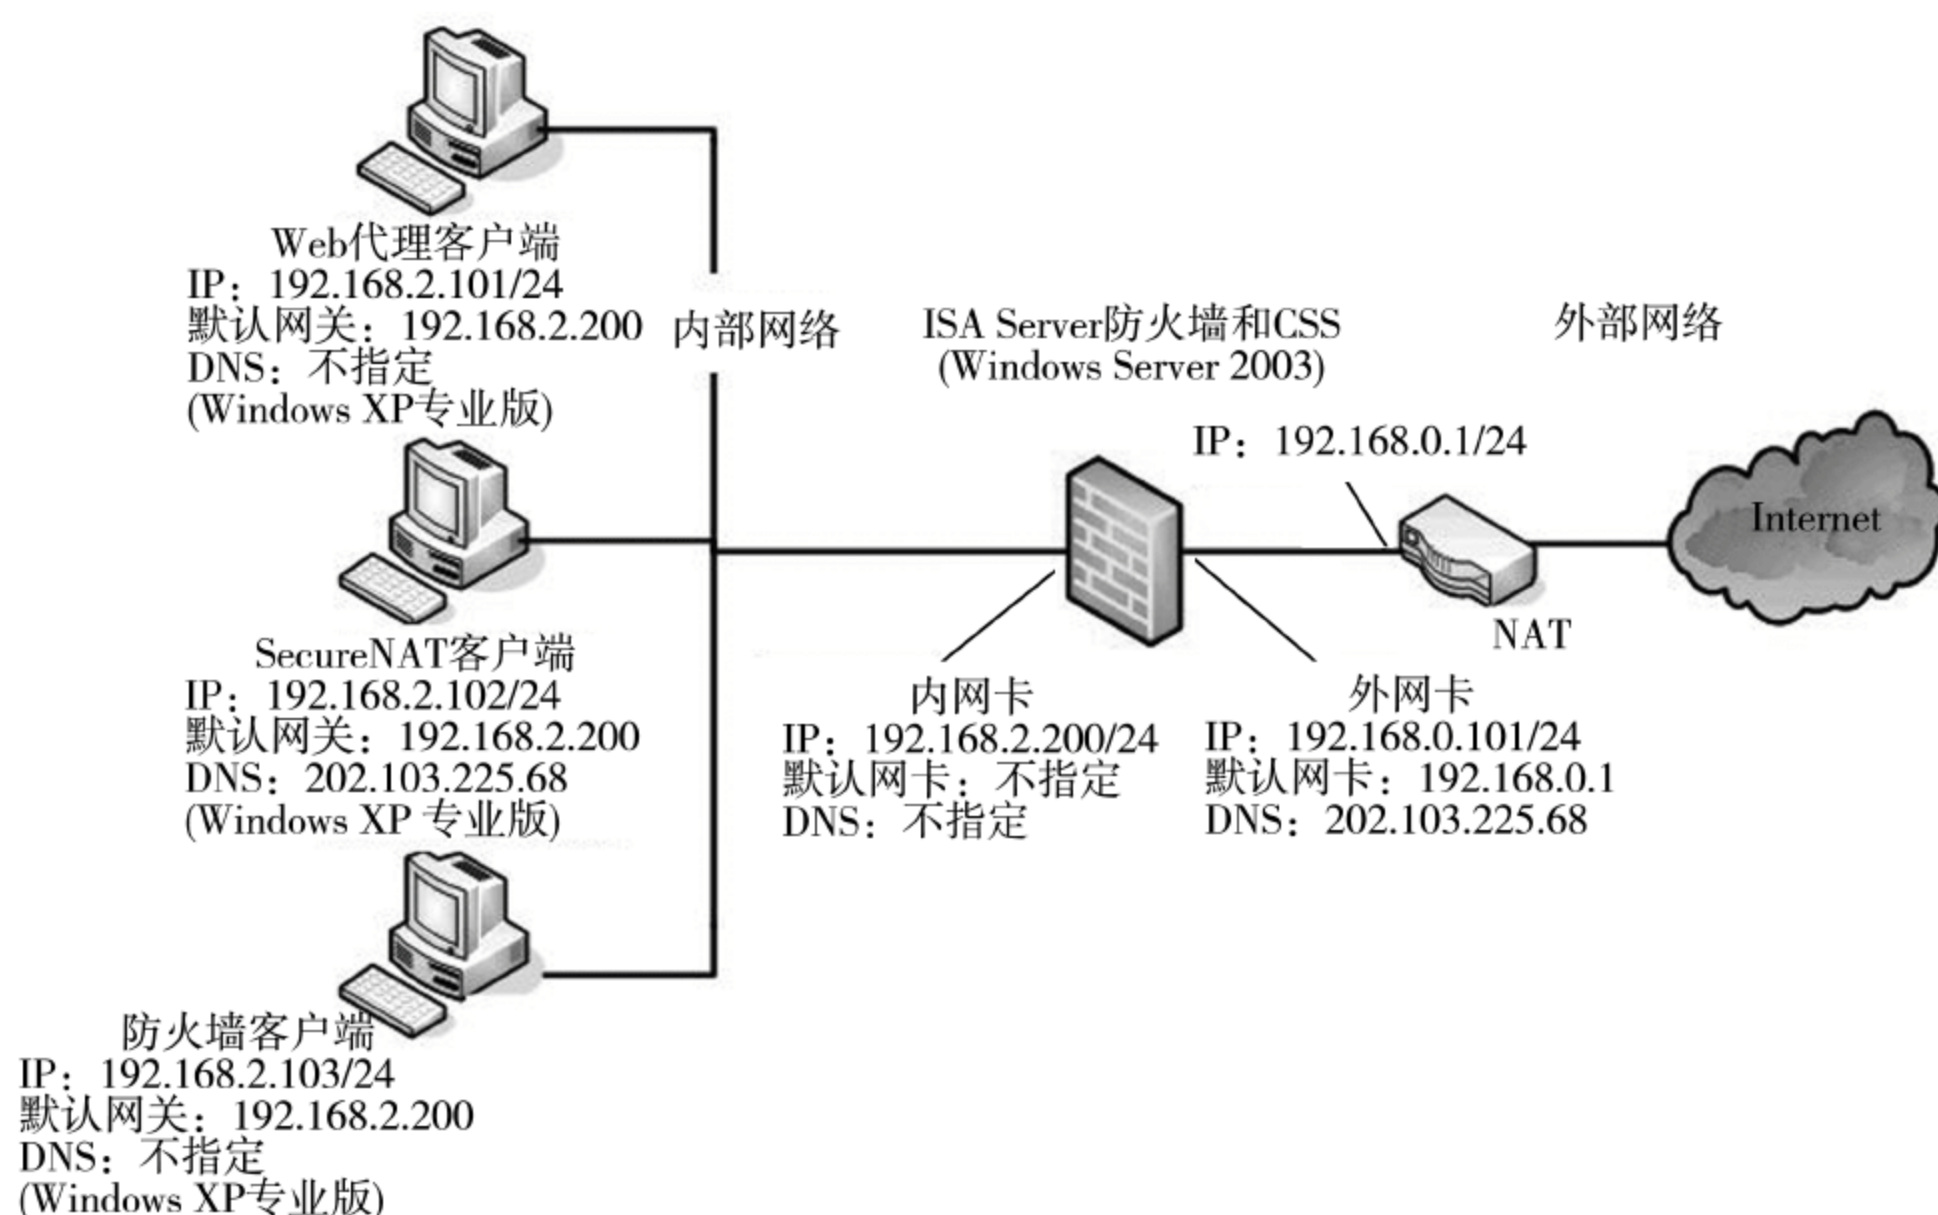 Web代理客户端
IP：192.168.2.101/24
默认网关：192.168.2.200
DNS：不指定
(Windows XP专业版)
内部网络
ISA Server防火墙和CSS
(Windows Server 2003)
外部网络
IP：192.168.0.1/24
Internet
NAT
SecureNAT客户端
IP：192.168.2.102/24
默认网关：192.168.2.200
DNS：202.103.225.68
(Windows XP 专业版)
内网卡
IP：192.168.2.200/24
默认网卡：不指定
DNS：不指定
外网卡
IP：192.168.0.101/24
默认网卡：192.168.0.1
DNS：202.103.225.68
防火墙客户端
IP：192.168.2.103/24
默认网关：192.168.2.200
DNS：不指定
(Windows XP专业版)